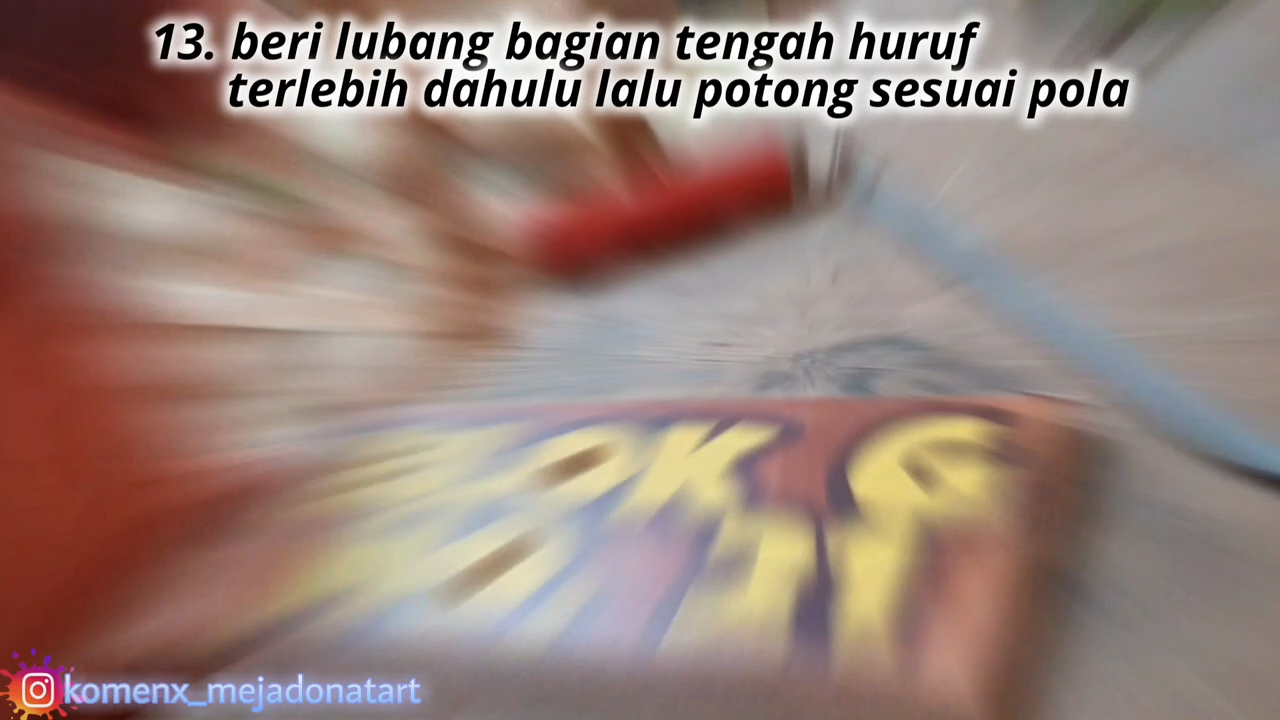 13. beri lubang bagian tengah huruf
terlebih dahulu lalu potong sesuai pola
komenx_mejadonatart